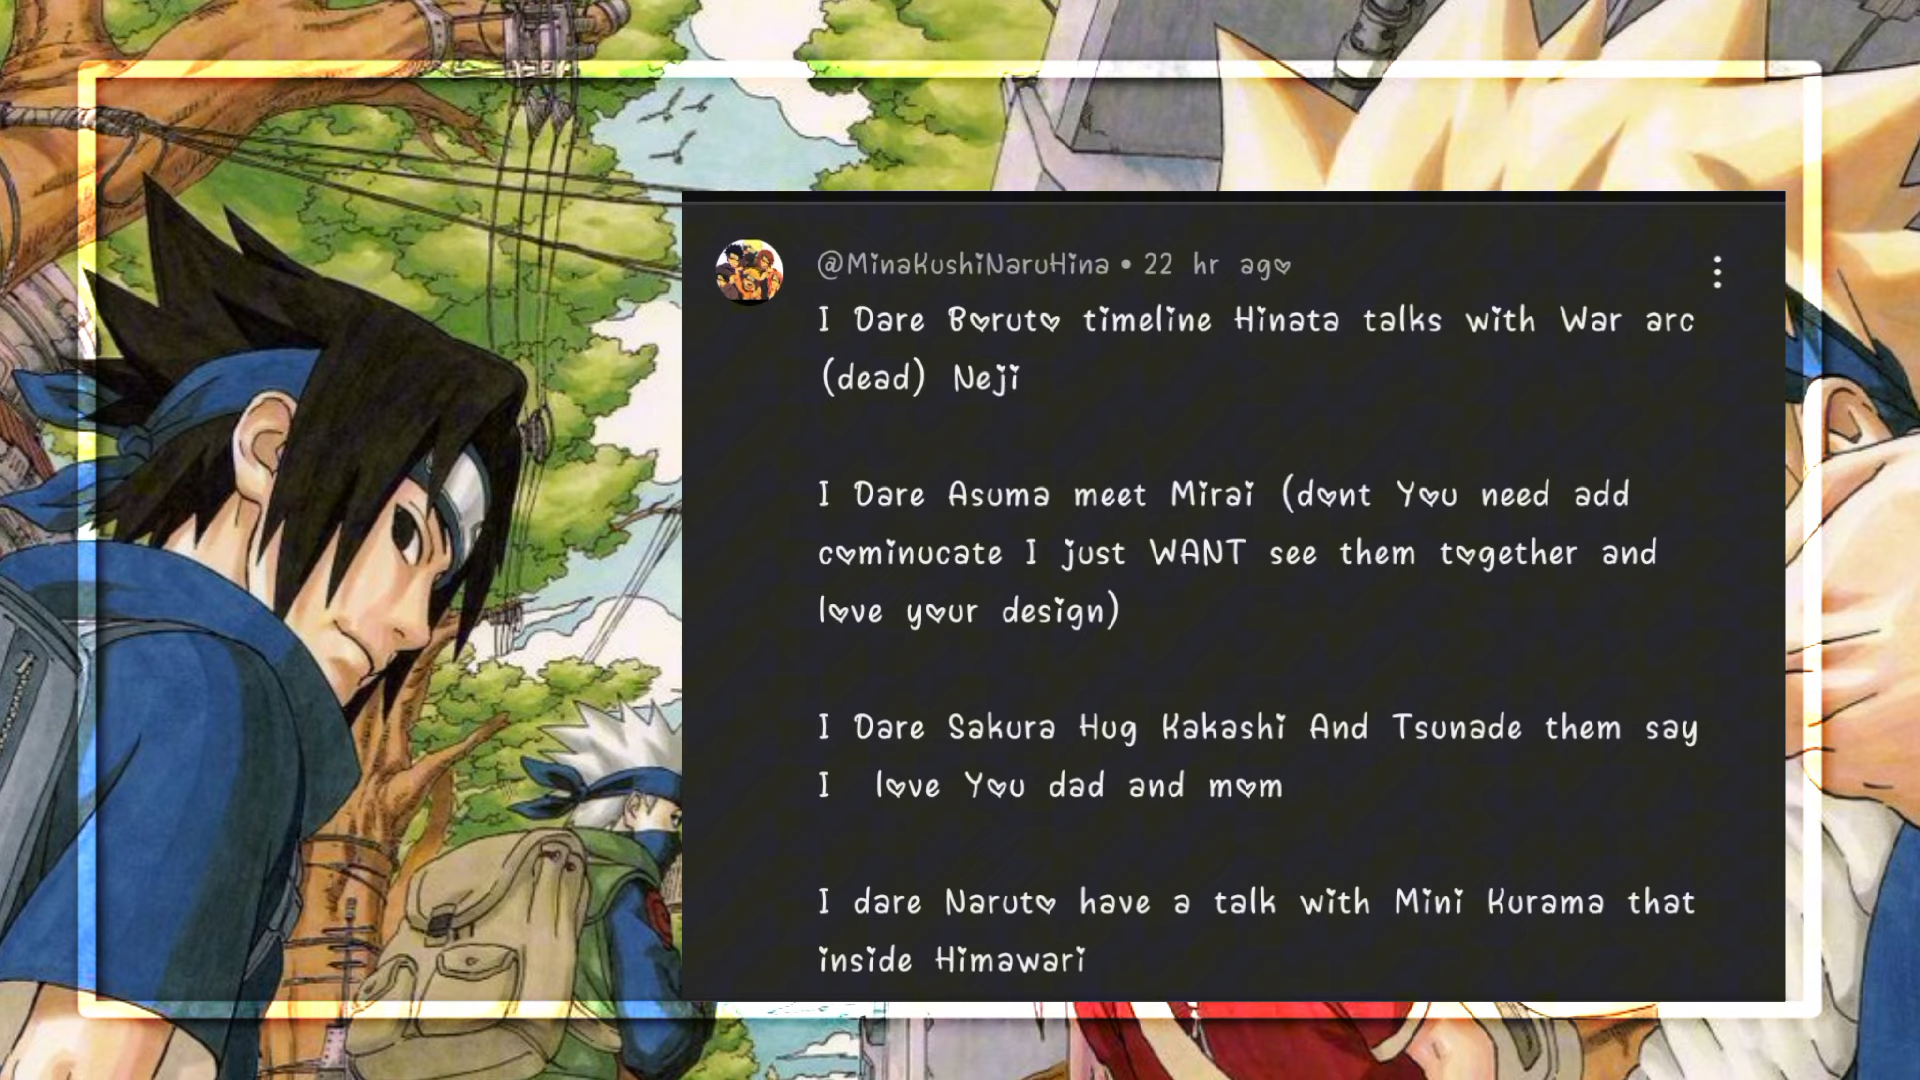 @MinaKushiNaruHina • 22 hr ago
I Dare Boruto timeline Hinata talks with War arc
(dead) Neji
I Dare Asuma meet Mirai (dont You need add
cominucate I just WANT see them together and
love your design)
I Dare Sakura Hug Kakashi And Tsunade them say
I love You dad and mom
I dare Naruto have a talk with Mini Kurama that
inside Himawari